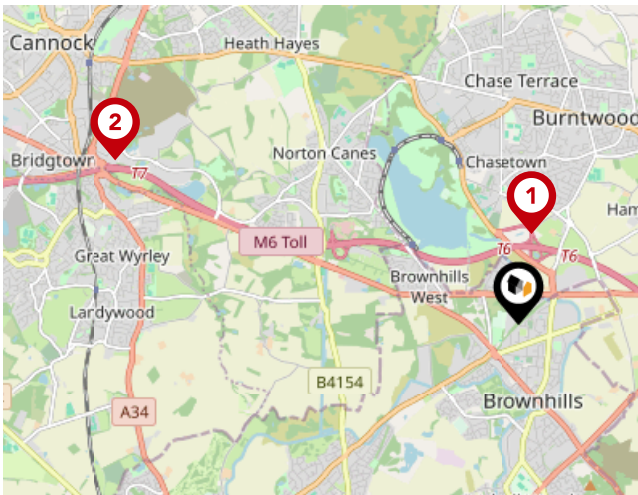 Cannock
Heath Hayes
Chase Terrace
Burntwood
2
Bridgtown
T7
Norton Canes
Chasetown
1
Ham
M6 Toll
T6
T6
Great Wyrley
Brownhills
West
Landywood
B4154
A34
Brownhills